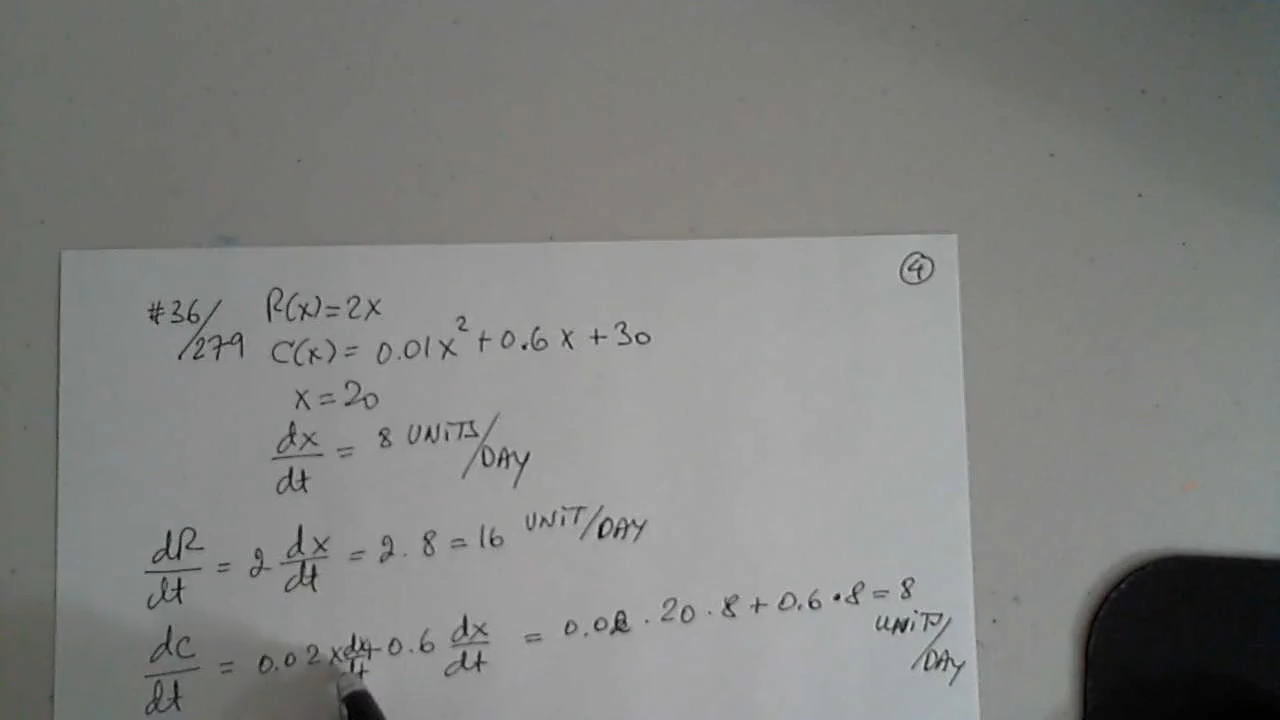 ④
#36/279 R(x)=2x
C(x)= 0.01x² + 0.6x + 30
x = 20
dx/dt = 8 UNITS/DAY
dR/dt = 2 dx/dt = 2 . 8 = 16 UNIT/DAY
dC/dt = 0.02x dx/dt + 0.6 dx/dt = 0.02 . 20 . 8 + 0.6 • 8 = 8 UNITS/DAY